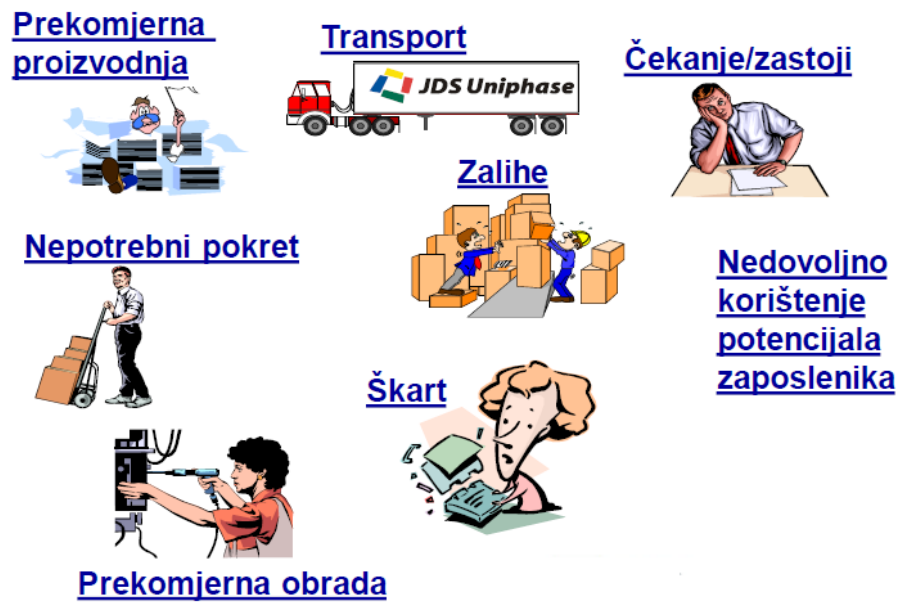 Prekomjerna
proizvodnja
Transport
JDS Uniphase
Čekanje/zastoji
Zalihe
Nepotrebni pokret
Nedovoljno
korištenje
potencijala
zaposlenika
Škart
Prekomjerna obrada